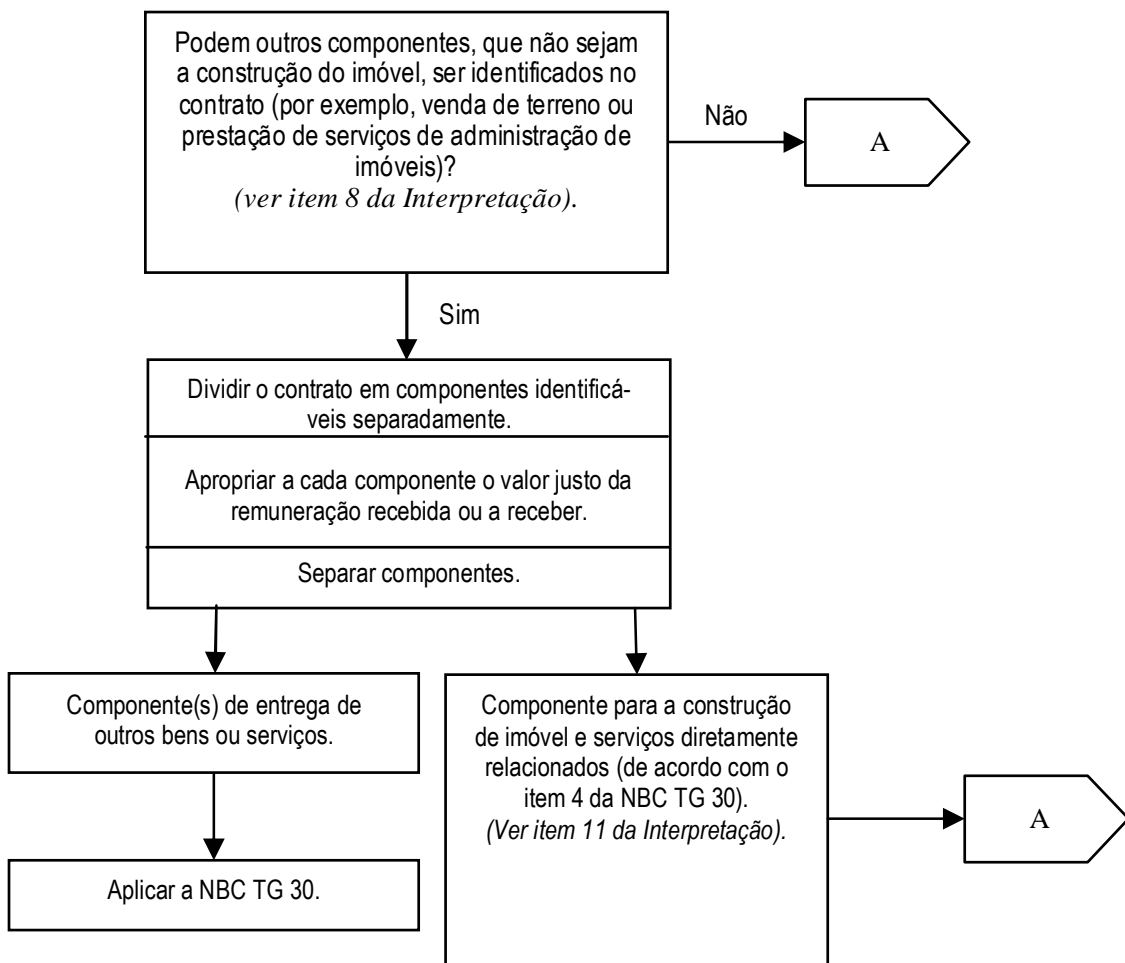 Podem outros componentes, que não sejam
a construção do imóvel, ser identificados no
contrato (por exemplo, venda de terreno ou
prestação de serviços de administração de
imóveis)?
(ver item 8 da Interpretação).
Não
A
Sim
Dividir o contrato em componentes identificá-
veis separadamente.
Apropriar a cada componente o valor justo da
remuneração recebida ou a receber.
Separar componentes.
Componente(s) de entrega de
outros bens ou serviços.
Aplicar a NBC TG 30.
Componente para a construção
de imóvel e serviços diretamente
relacionados (de acordo com o
item 4 da NBC TG 30).
(Ver item 11 da Interpretação).
A